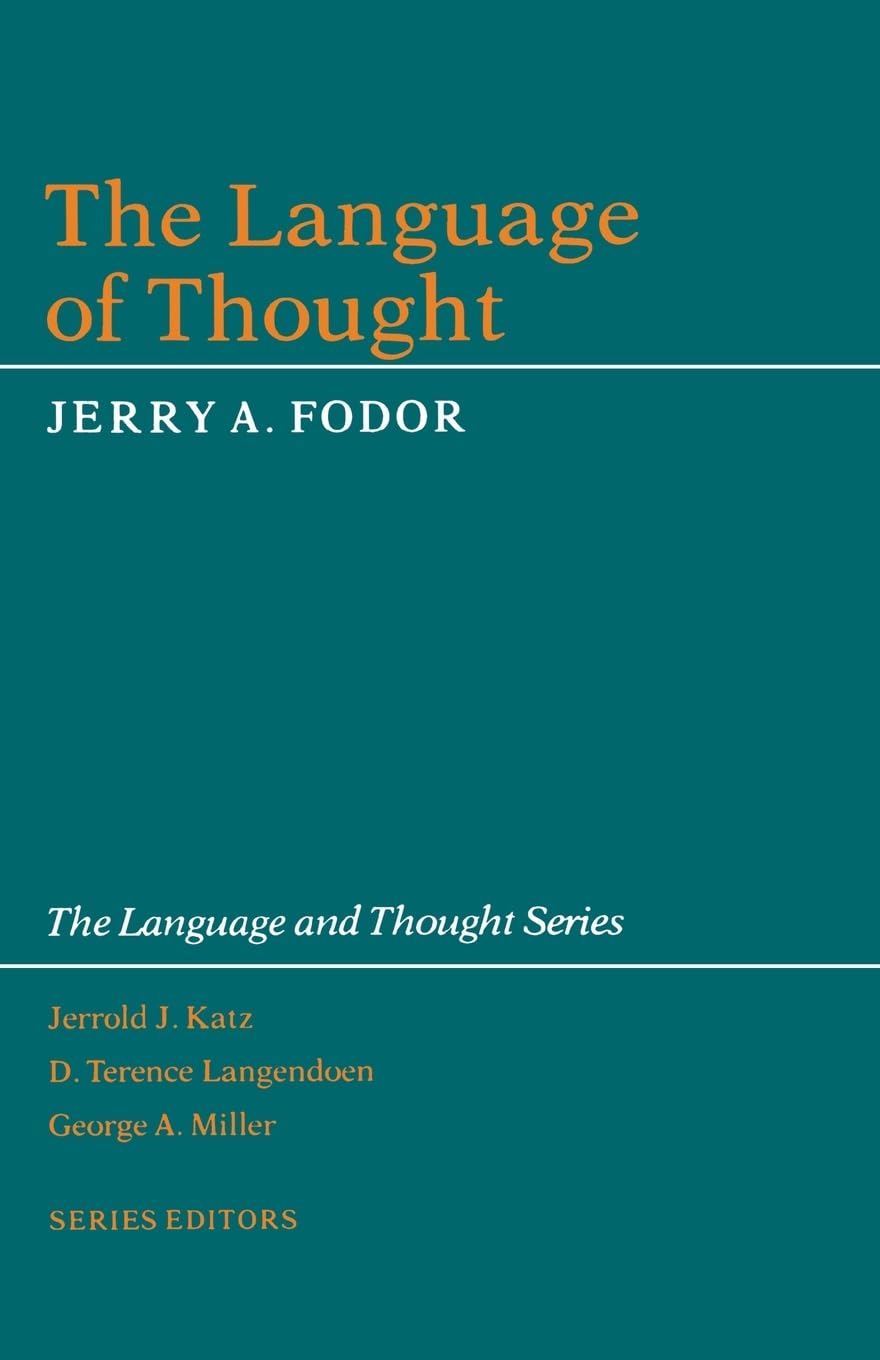 The Language
of Thought
JERRY A. FODOR
The Language and Thought Series
Jerrold J. Katz
D. Terence Langendoen
George A. Miller
SERIES EDITORS